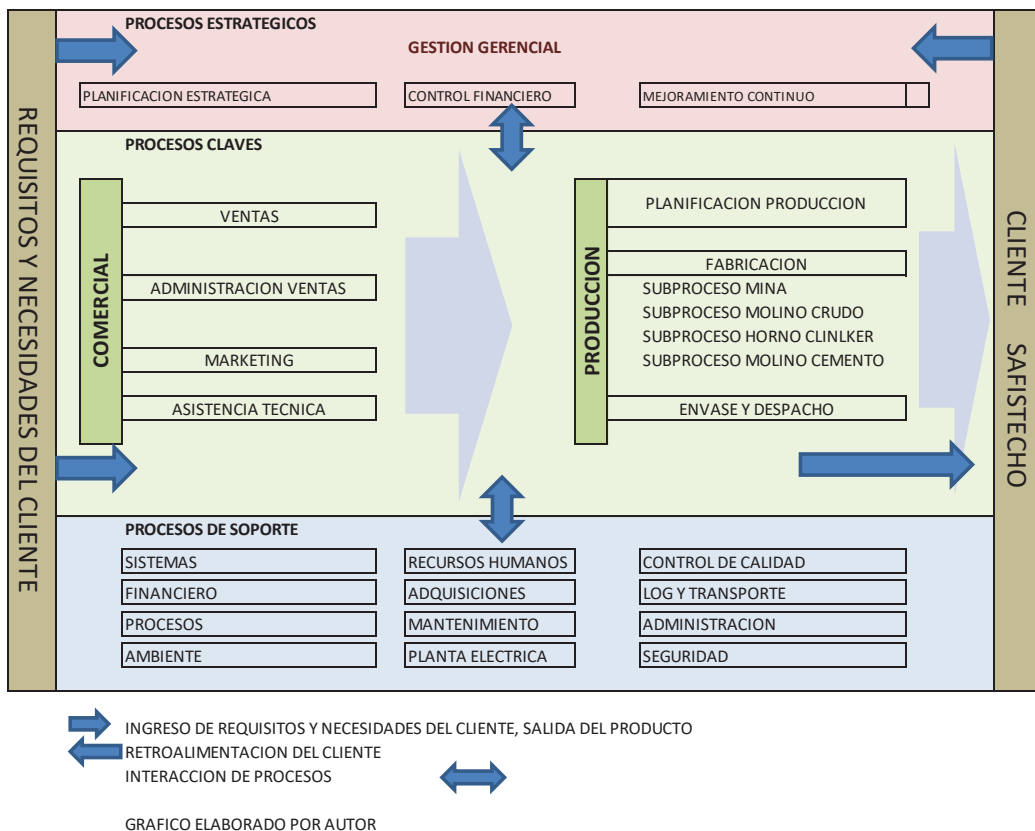 PROCESOS ESTRATEGICOS
GESTION GERENCIAL
PLANIFICACION ESTRATEGICA
CONTROL FINANCIERO
MEJORAMIENTO CONTINUO
REQUISITOS Y NECESIDADES DEL CLIENTE
PROCESOS CLAVES
COMERCIAL
VENTAS
ADMINISTRACION VENTAS
MARKETING
ASISTENCIA TECNICA
PRODUCCCION
PLANIFICACION PRODUCCION
FABRICACION
SUBPROCESO MINA
SUBPROCESO MOLINO CRUDO
SUBPROCESO HORNO CLINLKER
SUBPROCESO MOLINO CEMENTO
ENVASE Y DESPACHO
CLIENTE SAFISTECHO
PROCESOS DE SOPORTE
SISTEMAS
RECURSOS HUMANOS
CONTROL DE CALIDAD
FINANCIERO
ADQUISICIONES
LOG Y TRANSPORTE
PROCESOS
MANTENIMIENTO
ADMINISTRACION
AMBIENTE
PLANTA ELECTRICA
SEGURIDAD
INGRESO DE REQUISITOS Y NECESIDADES DEL CLIENTE, SALIDA DEL PRODUCTO
RETROALIMENTACION DEL CLIENTE
INTERACCION DE PROCESOS
GRAFICO ELABORADO POR AUTOR